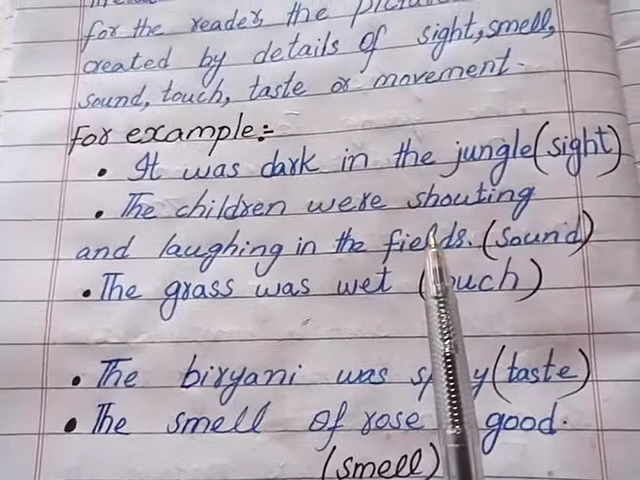 for the reader, the
created by details of sight, smell,
sound, touch, taste or movement.
For example:-
• It was dark in the jungle (sight)
• The children were shouting
and laughing in the fields. (sound)
• The grass was wet
• The biryani was (taste)
• The smell of rose good.
(smell)